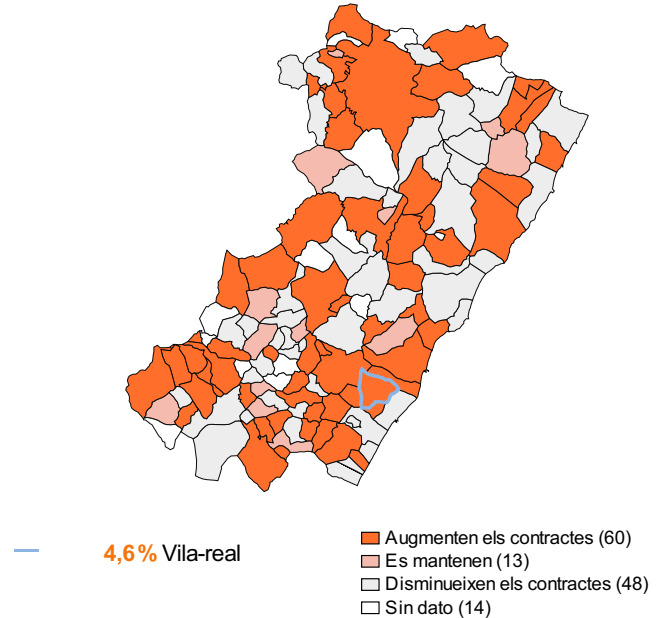 4,6% Vila-real
Augmenten els contractes (60)
Es mantenen (13)
Disminueixen els contractes (48)
Sin dato (14)